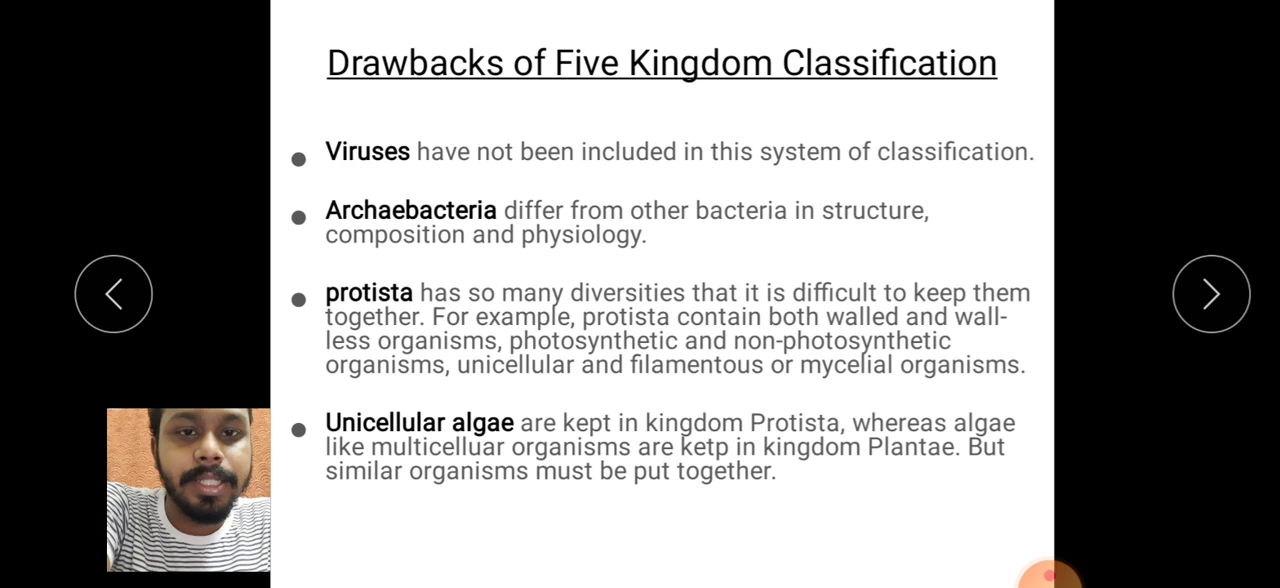 Drawbacks of Five Kingdom Classification
Viruses have not been included in this system of classification.
Archaebacteria differ from other bacteria in structure,
composition and physiology.
protista has so many diversities that it is difficult to keep them
together. For example, protista contain both walled and wall-
less organisms, photosynthetic and non-photosynthetic
organisms, unicellular and filamentous or mycelial organisms.
Unicellular algae are kept in kingdom Protista, whereas algae
like multicelluar organisms are ketp in kingdom Plantae. But
similar organisms must be put together.